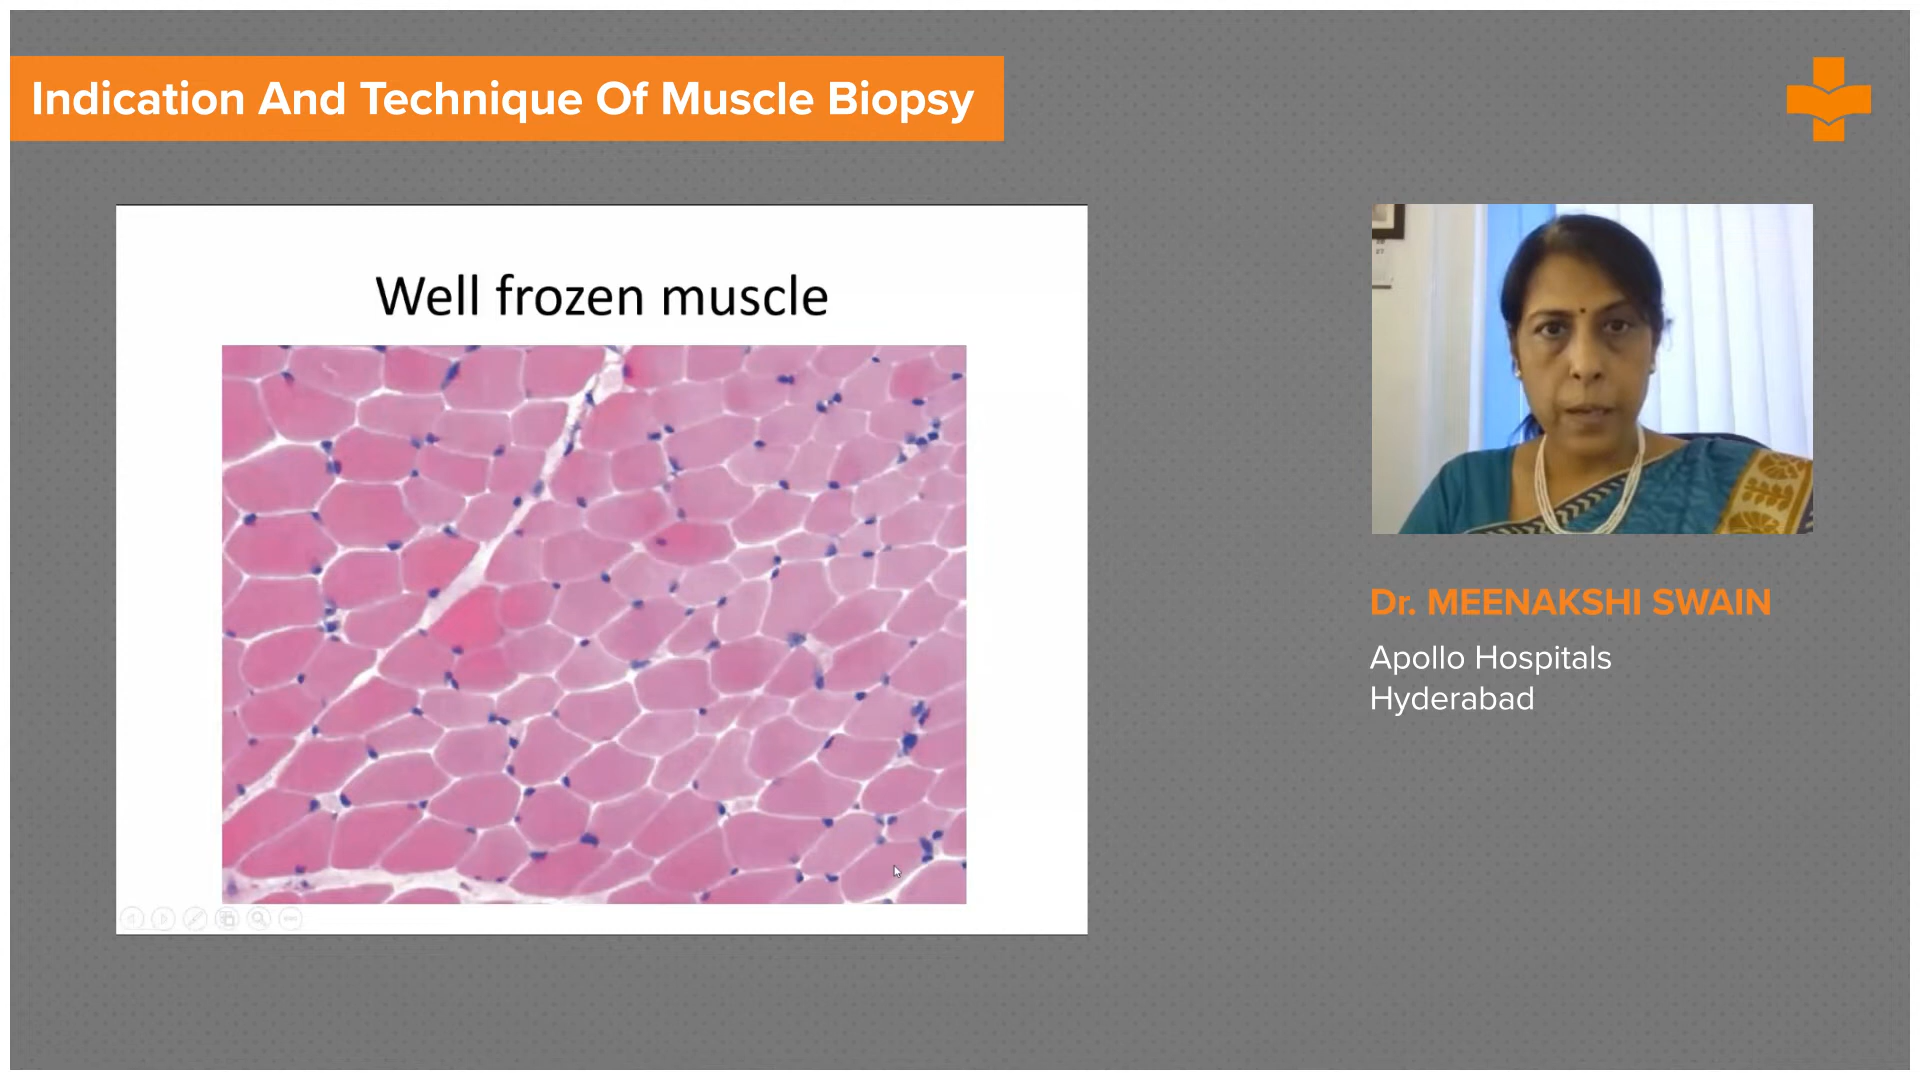 Indication And Technique Of Muscle Biopsy
Well frozen muscle
Dr. MEENAKSHI SWAIN
Apollo Hospitals
Hyderabad